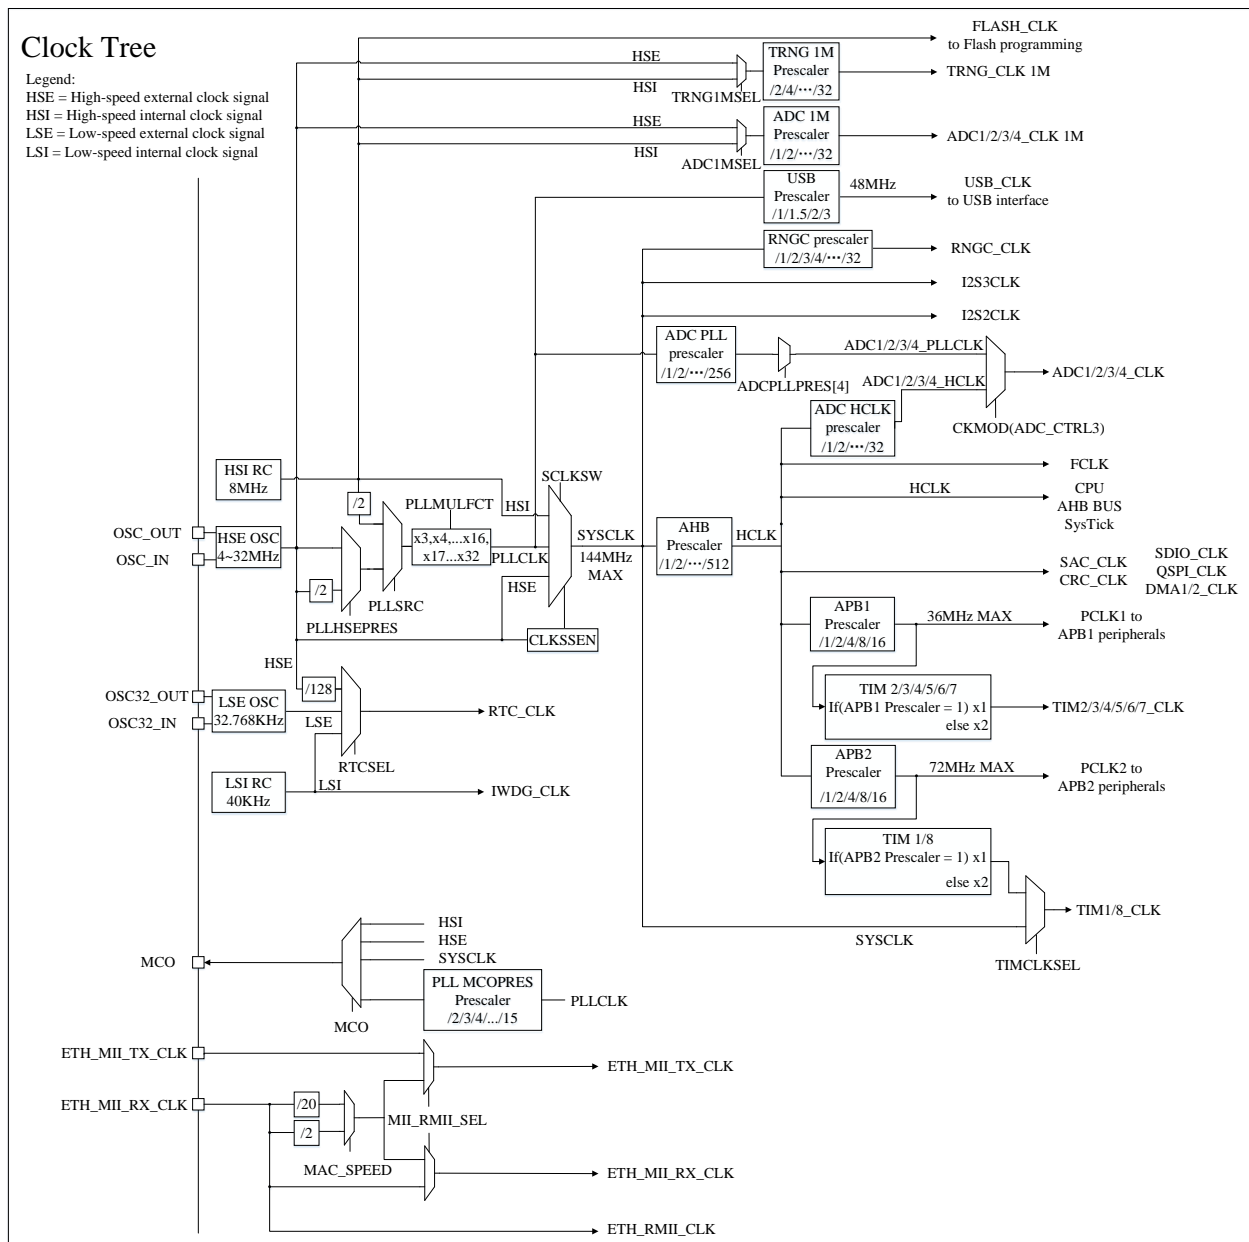 Clock Tree
Legend:
HSE = High-speed external clock signal
HSI = High-speed internal clock signal
LSE = Low-speed external clock signal
LSI = Low-speed internal clock signal
FLASH_CLK
to Flash programming
HSE
HSI
TRNG1MSEL
TRNG 1M
Prescaler
/2/4/···/32
TRNG_CLK 1M
HSE
HSI
ADC1MSEL
ADC 1M
Prescaler
/1/2/···/32
ADC1/2/3/4_CLK 1M
USB
Prescaler
/1/1.5/2/3
48MHz
USB_CLK
to USB interface
RNGC prescaler
/1/2/3/4/···/32
RNGC_CLK
I2S3CLK
I2S2CLK
ADC PLL
prescaler
/1/2/···/256
ADCPLLPRES[4]
ADC1/2/3/4_PLLCLK
ADC1/2/3/4_HCLK
ADC1/2/3/4_CLK
CKMOD(ADC_CTRL3)
ADC HCLK
prescaler
/1/2/···/32
FCLK
HCLK
CPU
AHB BUS
SysTick
HSI RC
8MHz
/2
PLLMULFCT
HSI
SCLKSW
OSC_OUT
OSC_IN
HSE OSC
4~32MHz
/2
PLLHSEPRES
PLLSRC
x3,x4,...x16,
x17...x32
PLLCLK
HSE
CLKSSEN
SYSCLK
144MHz
MAX
AHB
Prescaler
/1/2/···/512
HCLK
SAC_CLK
CRC_CLK
SDIO_CLK
QSPI_CLK
DMA1/2_CLK
APB1
Prescaler
/1/2/4/8/16
36MHz MAX
PCLK1 to
APB1 peripherals
TIM 2/3/4/5/6/7
If(APB1 Prescaler = 1) x1
else x2
TIM2/3/4/5/6/7_CLK
HSE
/128
OSC32_OUT
OSC32_IN
LSE OSC
32.768KHz
LSE
RTC_CLK
RTCSEL
LSI RC
40KHz
LSI
IWDG_CLK
APB2
Prescaler
/1/2/4/8/16
72MHz MAX
PCLK2 to
APB2 peripherals
TIM 1/8
If(APB2 Prescaler = 1) x1
else x2
TIM1/8_CLK
SYSCLK
TIMCLKSEL
HSI
HSE
SYSCLK
MCO
PLL MCOPRES
Prescaler
/2/3/4/.../15
PLLCLK
MCO
ETH_MII_TX_CLK
ETH_MII_TX_CLK
ETH_MII_RX_CLK
/20
/2
MII_RMII_SEL
MAC_SPEED
ETH_MII_RX_CLK
ETH_RMII_CLK